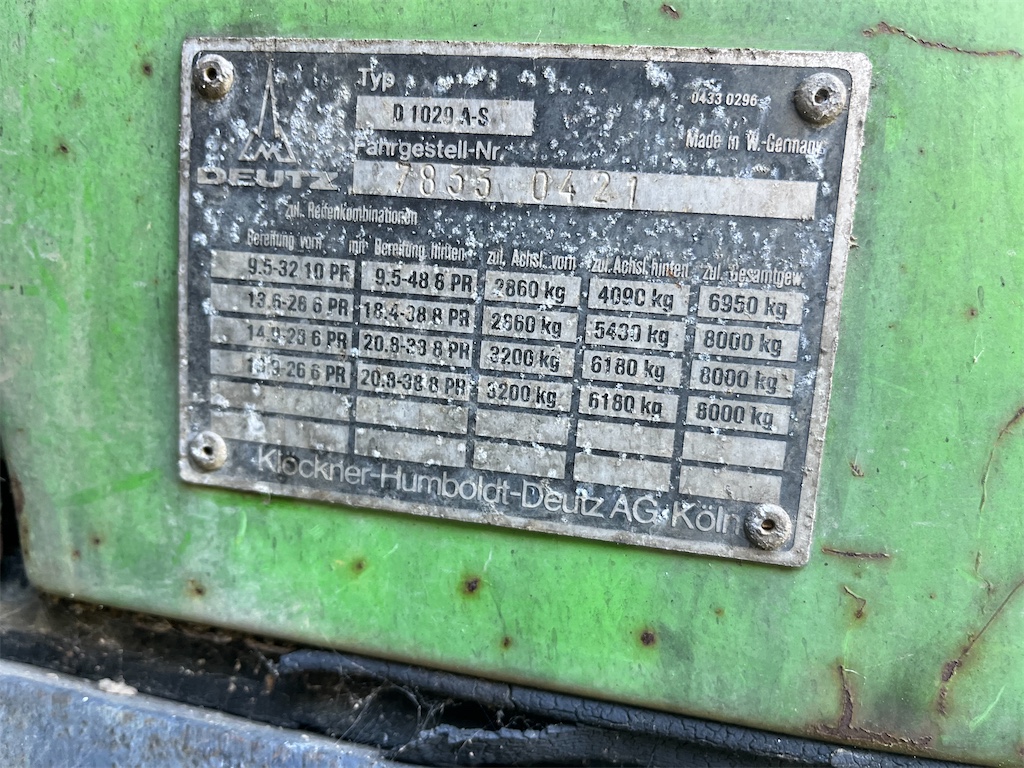 Typ
0433 0296
D 1029 A-S
Made in W.-Germany
Fahrgestell-Nr.
DEUTZ
7835 0421
zul. Reifenkombinationen
Bereifung vorn mit Bereifung hinten zul. Achsl. vorn zul. Achsl. hinten zul. Gesamtgew.
9.5-32 10 PR 9.5-48 8 PR 2860 kg 4090 kg 6950 kg
13.6-28 6 PR 18.4-38 8 PR 2860 kg 5430 kg 8000 kg
14.9-28 6 PR 20.8-38 8 PR 3200 kg 6180 kg 8000 kg
6 PR 20.8-38 8 PR 3200 kg 6180 kg 8000 kg
Klöckner-Humboldt-Deutz AG Köln